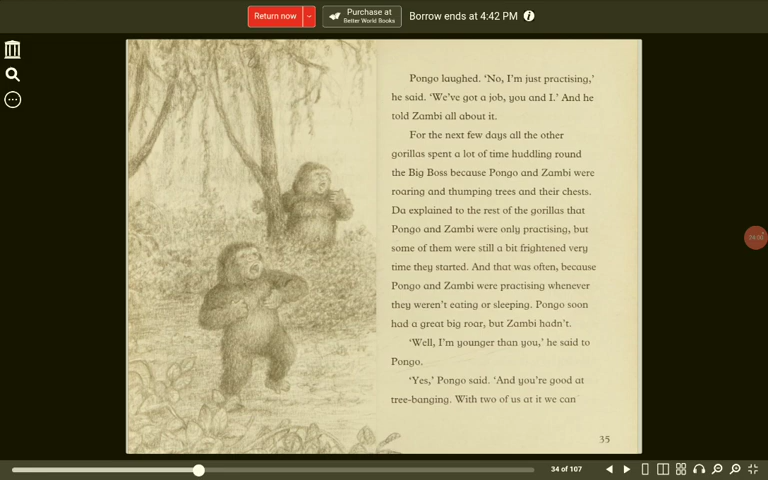 Return now
Purchase at
Better World Books
Borrow ends at 4:42 PM
Pongo laughed. ‘No, I’m just practising,’
he said. ‘We’ve got a job, you and I.’ And he
told Zambi all about it.
For the next few days all the other
gorillas spent a lot of time huddling round
the Big Boss because Pongo and Zambi were
roaring and thumping trees and their chests.
Da explained to the rest of the gorillas that
Pongo and Zambi were only practising, but
some of them were still a bit frightened very
time they started. And that was often, because
Pongo and Zambi were practising whenever
they weren’t eating or sleeping. Pongo soon
had a great big roar, but Zambi hadn’t.
‘Well, I’m younger than you,’ he said to
Pongo.
‘Yes,’ Pongo said. ‘And you’re good at
tree-banging. With two of us at it we can
35
34 of 107